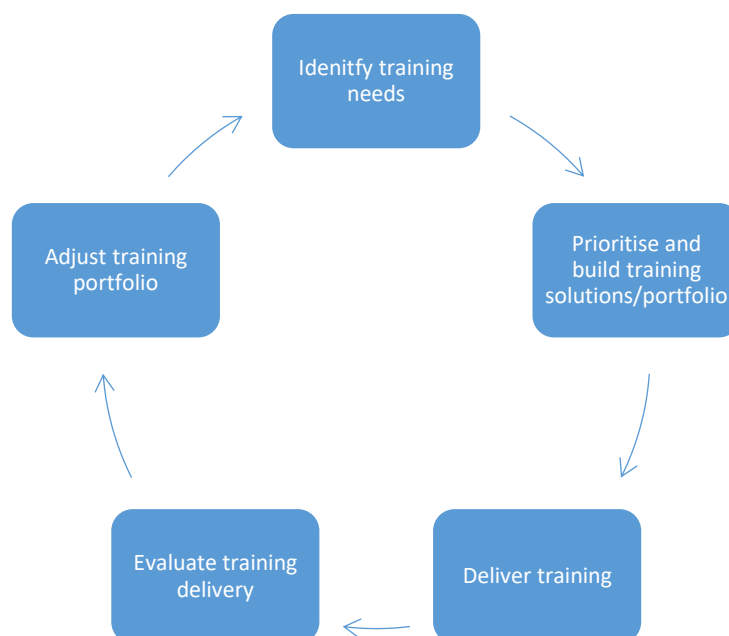 Idenitfy training
needs
Prioritise and
build training
solutions/portfolio
Deliver training
Evaluate training
delivery
Adjust training
portfolio